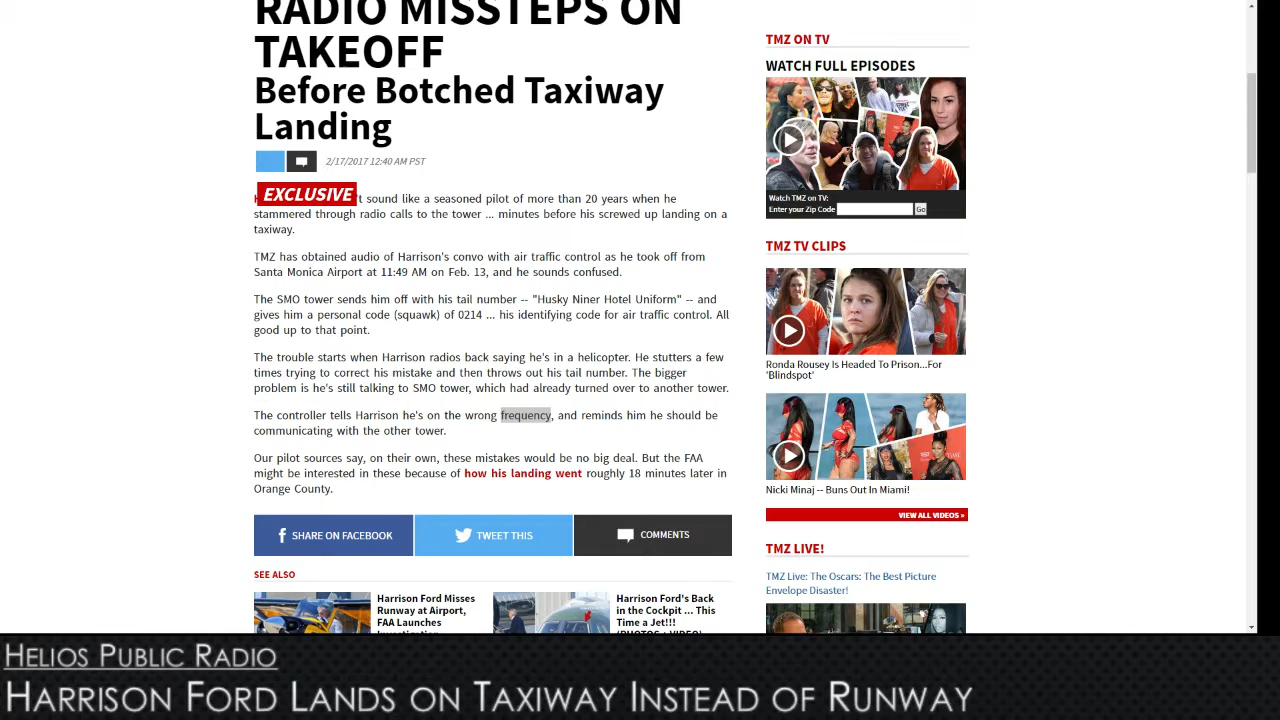 RADIO MISSTEPS ON
TAKEOFF
Before Botched Taxiway
Landing
2/17/2017 12:40 AM PST
EXCLUSIVE
't sound like a seasoned pilot of more than 20 years when he
stammered through radio calls to the tower ... minutes before his screwed up landing on a
taxiway.
TMZ has obtained audio of Harrison's convo with air traffic control as he took off from
Santa Monica Airport at 11:49 AM on Feb. 13, and he sounds confused.
The SMO tower sends him off with his tail number -- "Husky Niner Hotel Uniform" -- and
gives him a personal code (squawk) of 0214 ... his identifying code for air traffic control. All
good up to that point.
The trouble starts when Harrison radios back saying he's in a helicopter. He stutters a few
times trying to correct his mistake and then throws out his tail number. The bigger
problem is he's still talking to SMO tower, which had already turned over to another tower.
The controller tells Harrison he's on the wrong frequency, and reminds him he should be
communicating with the other tower.
Our pilot sources say, on their own, these mistakes would be no big deal. But the FAA
might be interested in these because of how his landing went roughly 18 minutes later in
Orange County.
SHARE ON FACEBOOK
TWEET THIS
COMMENTS
SEE ALSO
Harrison Ford Misses
Runway at Airport,
FAA Launches
Harrison Ford's Back
in the Cockpit ... This
Time a Jet!!!
(PHOTOS + VIDEO)
TMZ ON TV
WATCH FULL EPISODES
Watch TMZ on TV:
Enter your Zip Code
Go
TMZ TV CLIPS
Ronda Rousey Is Headed To Prison...For
'Blindspot'
Nicki Minaj -- Buns Out In Miami!
VIEW ALL VIDEOS »
TMZ LIVE!
TMZ Live: The Oscars: The Best Picture
Envelope Disaster!
Helios Public Radio
Harrison Ford Lands on Taxiway Instead of Runway